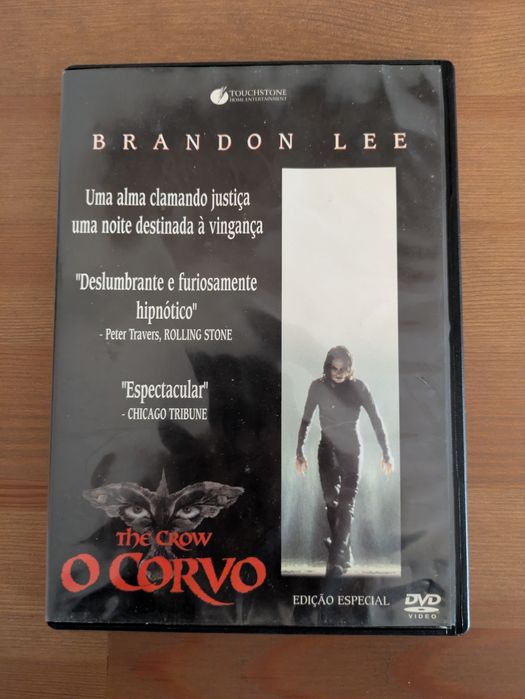 TOUCHSTONE
HOME ENTERTAINMENT
BRANDON LEE
Uma alma clamando justiça
uma noite destinada à vingança
"Deslumbrante e furiosamente
hipnótico"
- Peter Travers, ROLLING STONE
"Espectacular"
- CHICAGO TRIBUNE
THE CROW
O CORVO
EDIÇÃO ESPECIAL
DVD
VIDEO